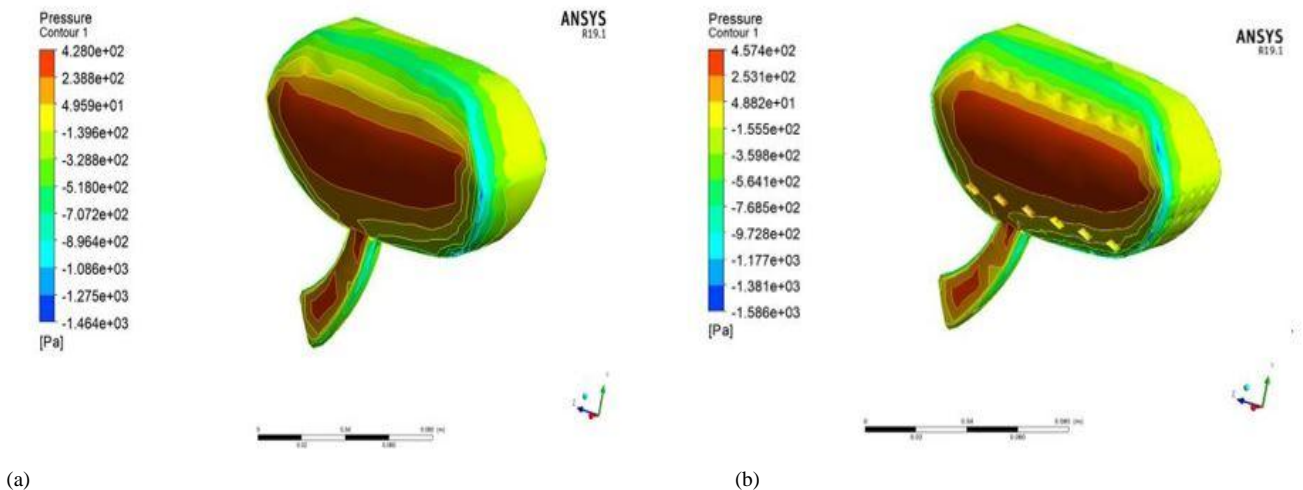 Pressure
Contour 1
4.280e+02
2.388e+02
4.959e+01
-1.396e+02
-3.288e+02
-5.180e+02
-7.072e+02
-8.964e+02
-1.086e+03
-1.275e+03
-1.464e+03
[Pa]
ANSYS
R19.1
(a)
Pressure
Contour 1
4.574e+02
2.531e+02
4.882e+01
-1.555e+02
-3.598e+02
-5.641e+02
-7.685e+02
-9.728e+02
-1.177e+03
-1.381e+03
-1.586e+03
[Pa]
ANSYS
R19.1
(b)